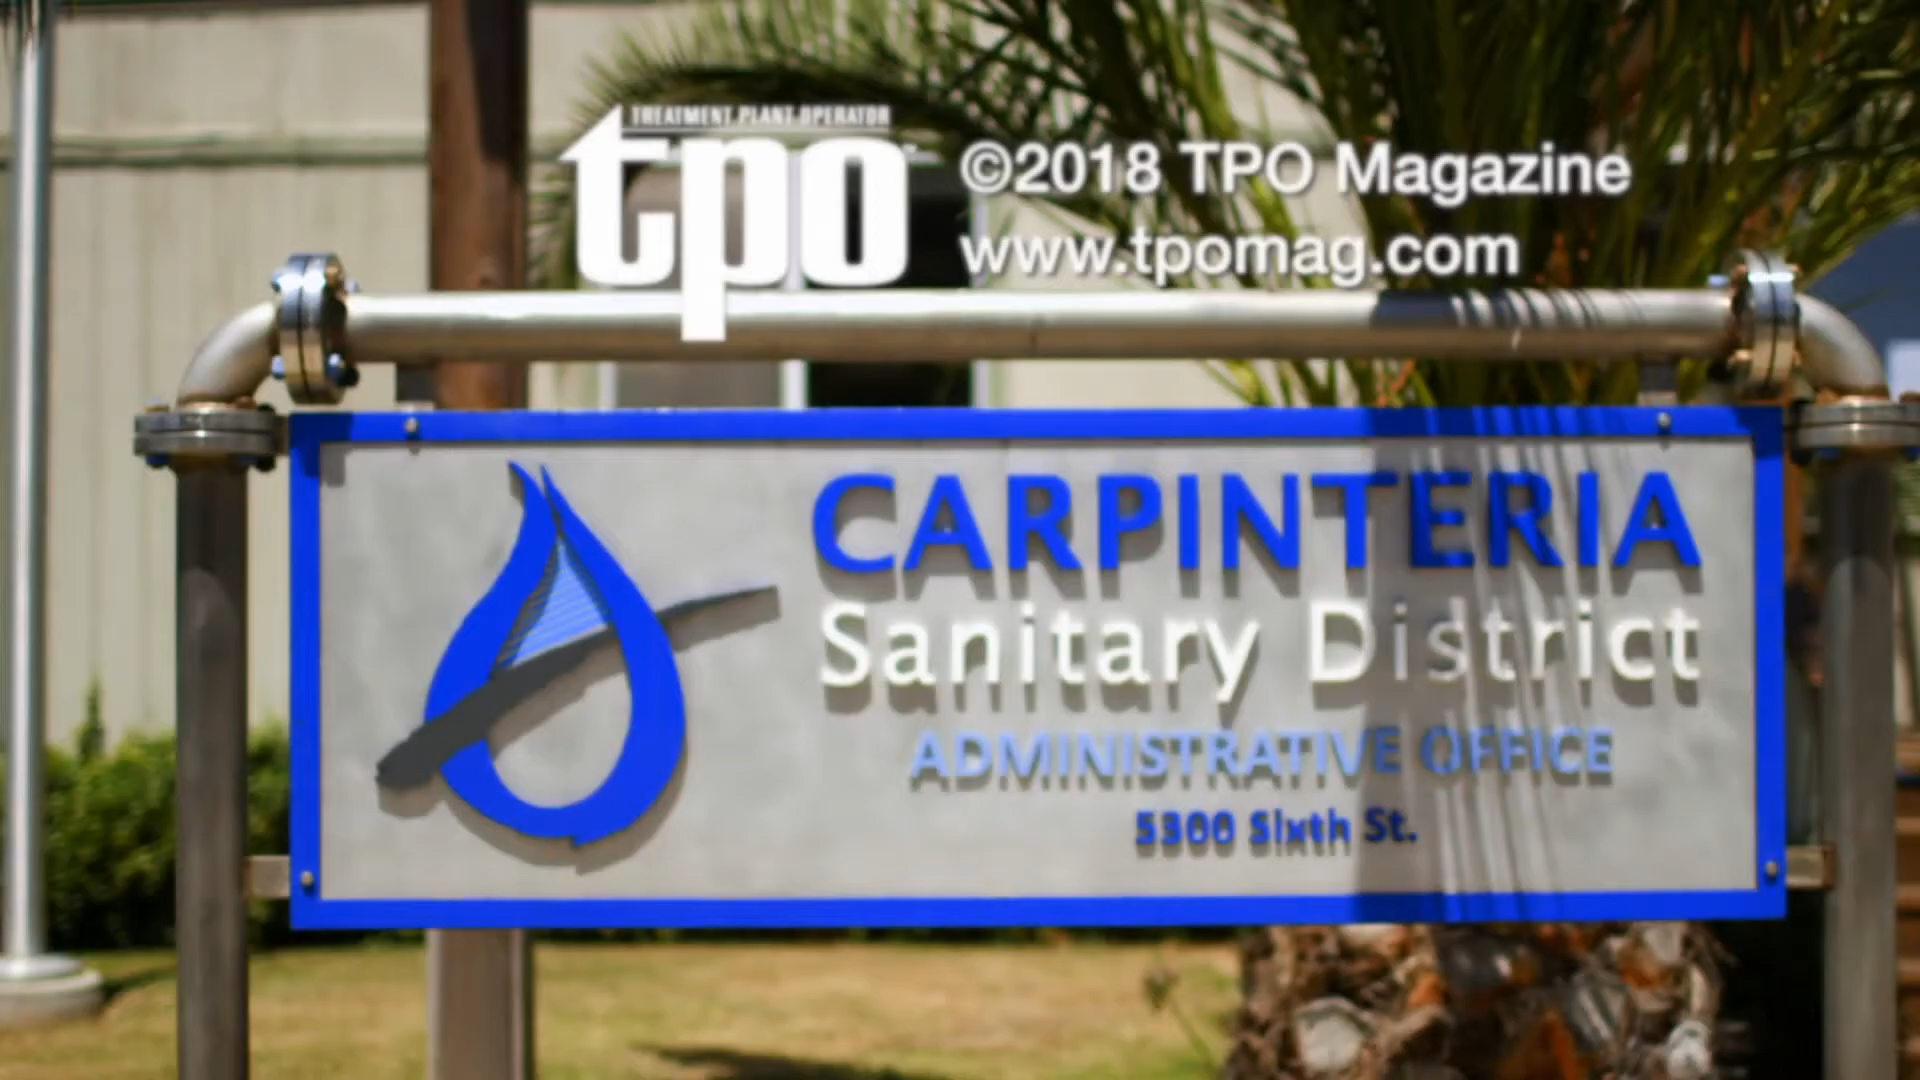 TREATMENT PLANT OPERATOR
tpo
©2018 TPO Magazine
www.tpomag.com
CARPINTERIA
Sanitary District
ADMINISTRATIVE OFFICE
5300 Sixth St.